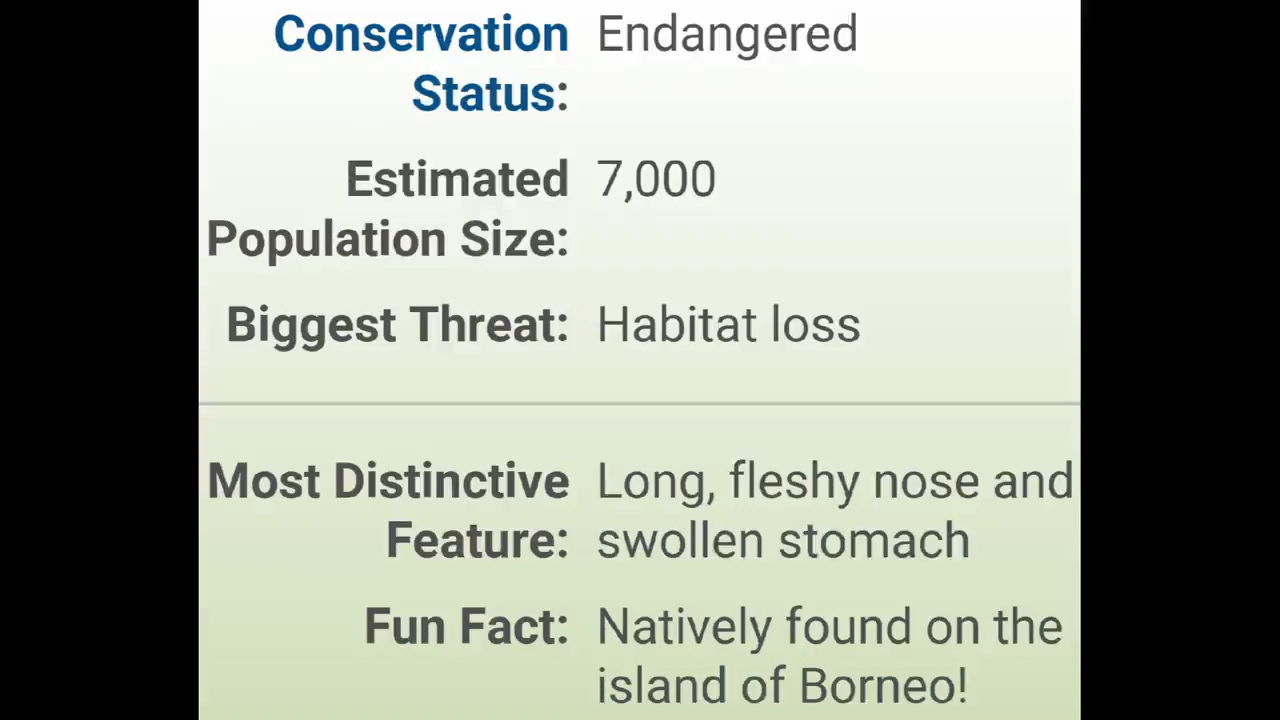 Conservation Endangered
Status:
Estimated 7,000
Population Size:
Biggest Threat: Habitat loss
Most Distinctive Long, fleshy nose and
Feature: swollen stomach
Fun Fact: Natively found on the
island of Borneo!